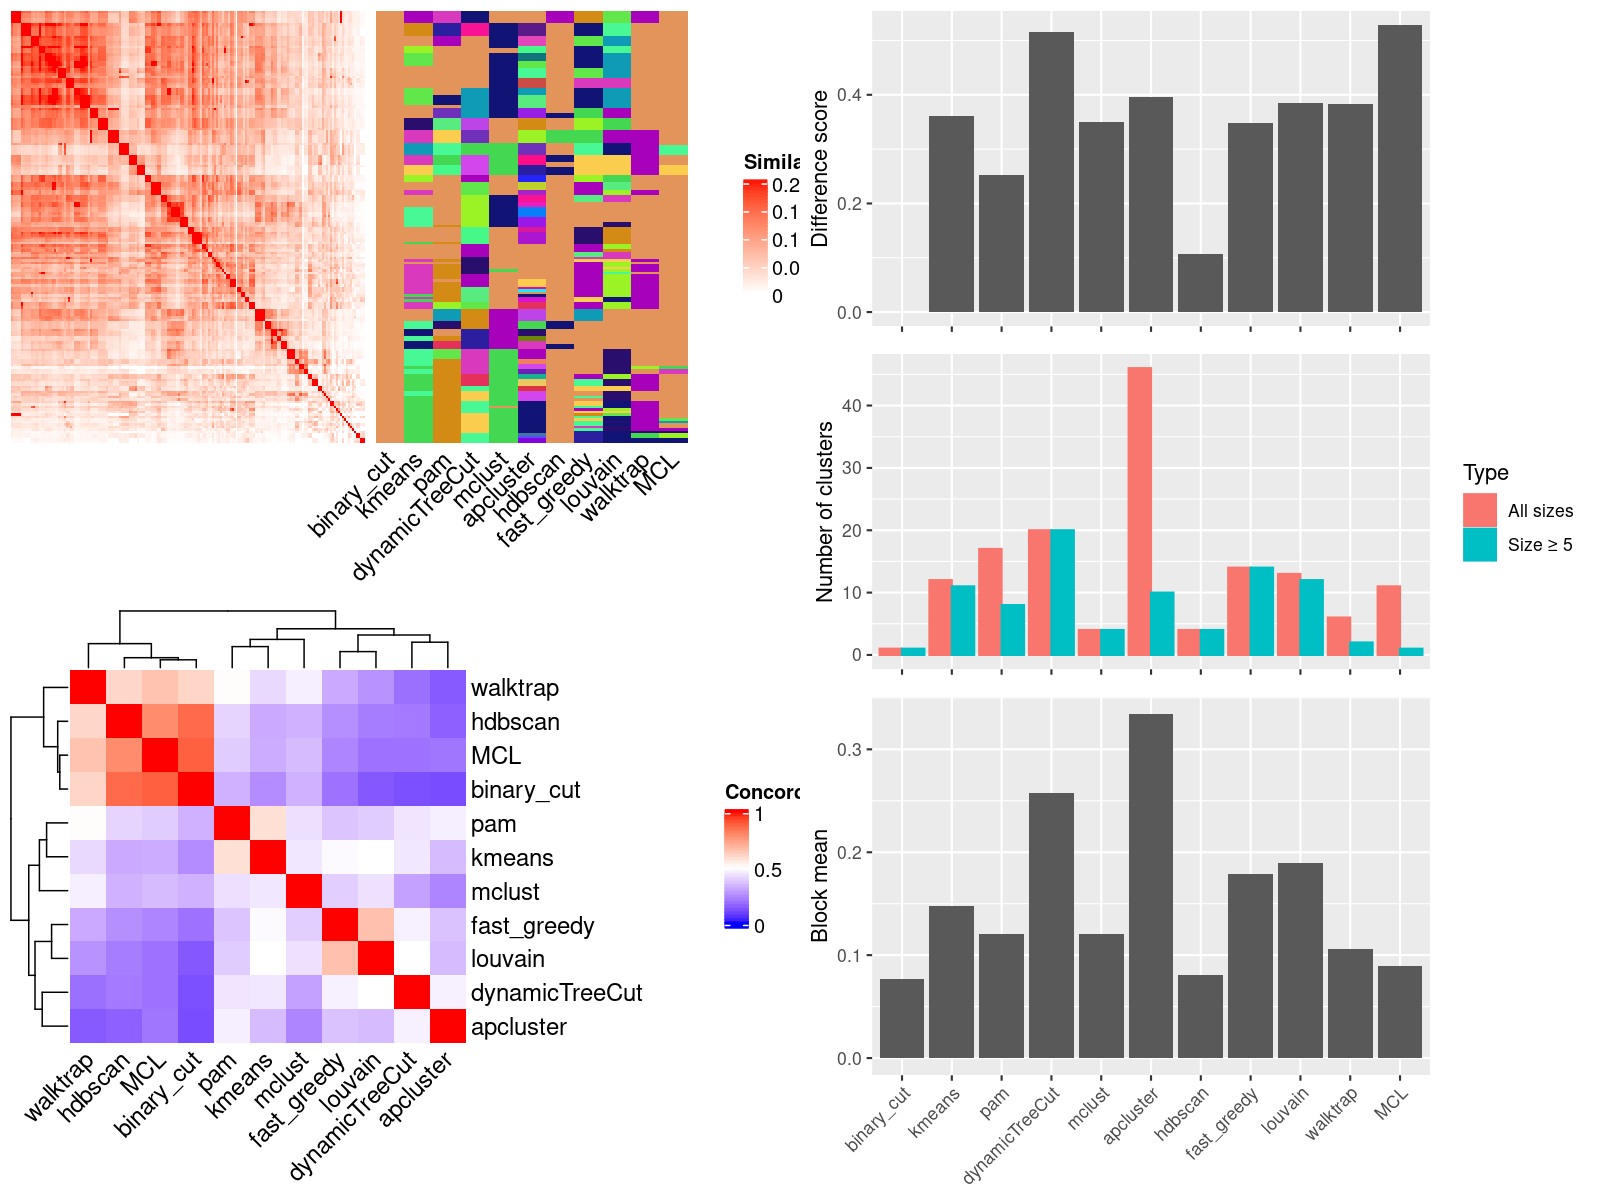 Simila
0.2
0.1
0.1
0.0
0
binary_cut
kmeans
pam
dynamicTreeCut
mclust
apcluster
hdbscan
fast_greedy
louvain
walktrap
MCL
walktrap
hdbscan
MCL
binary_cut
pam
kmeans
mclust
fast_greedy
louvain
dynamicTreeCut
apcluster
walktrap
hdbscan
MCL
binary_cut
pam
kmeans
mclust
fast_greedy
louvain
dynamicTreeCut
apcluster
Concord
1
0.5
0
Difference score
0.4
0.2
0.0
Number of clusters
40
30
20
10
0
Type
All sizes
Size ≥ 5
Block mean
0.3
0.2
0.1
0.0
binary_cut
kmeans
pam
dynamicTreeCut
mclust
apcluster
hdbscan
fast_greedy
louvain
walktrap
MCL